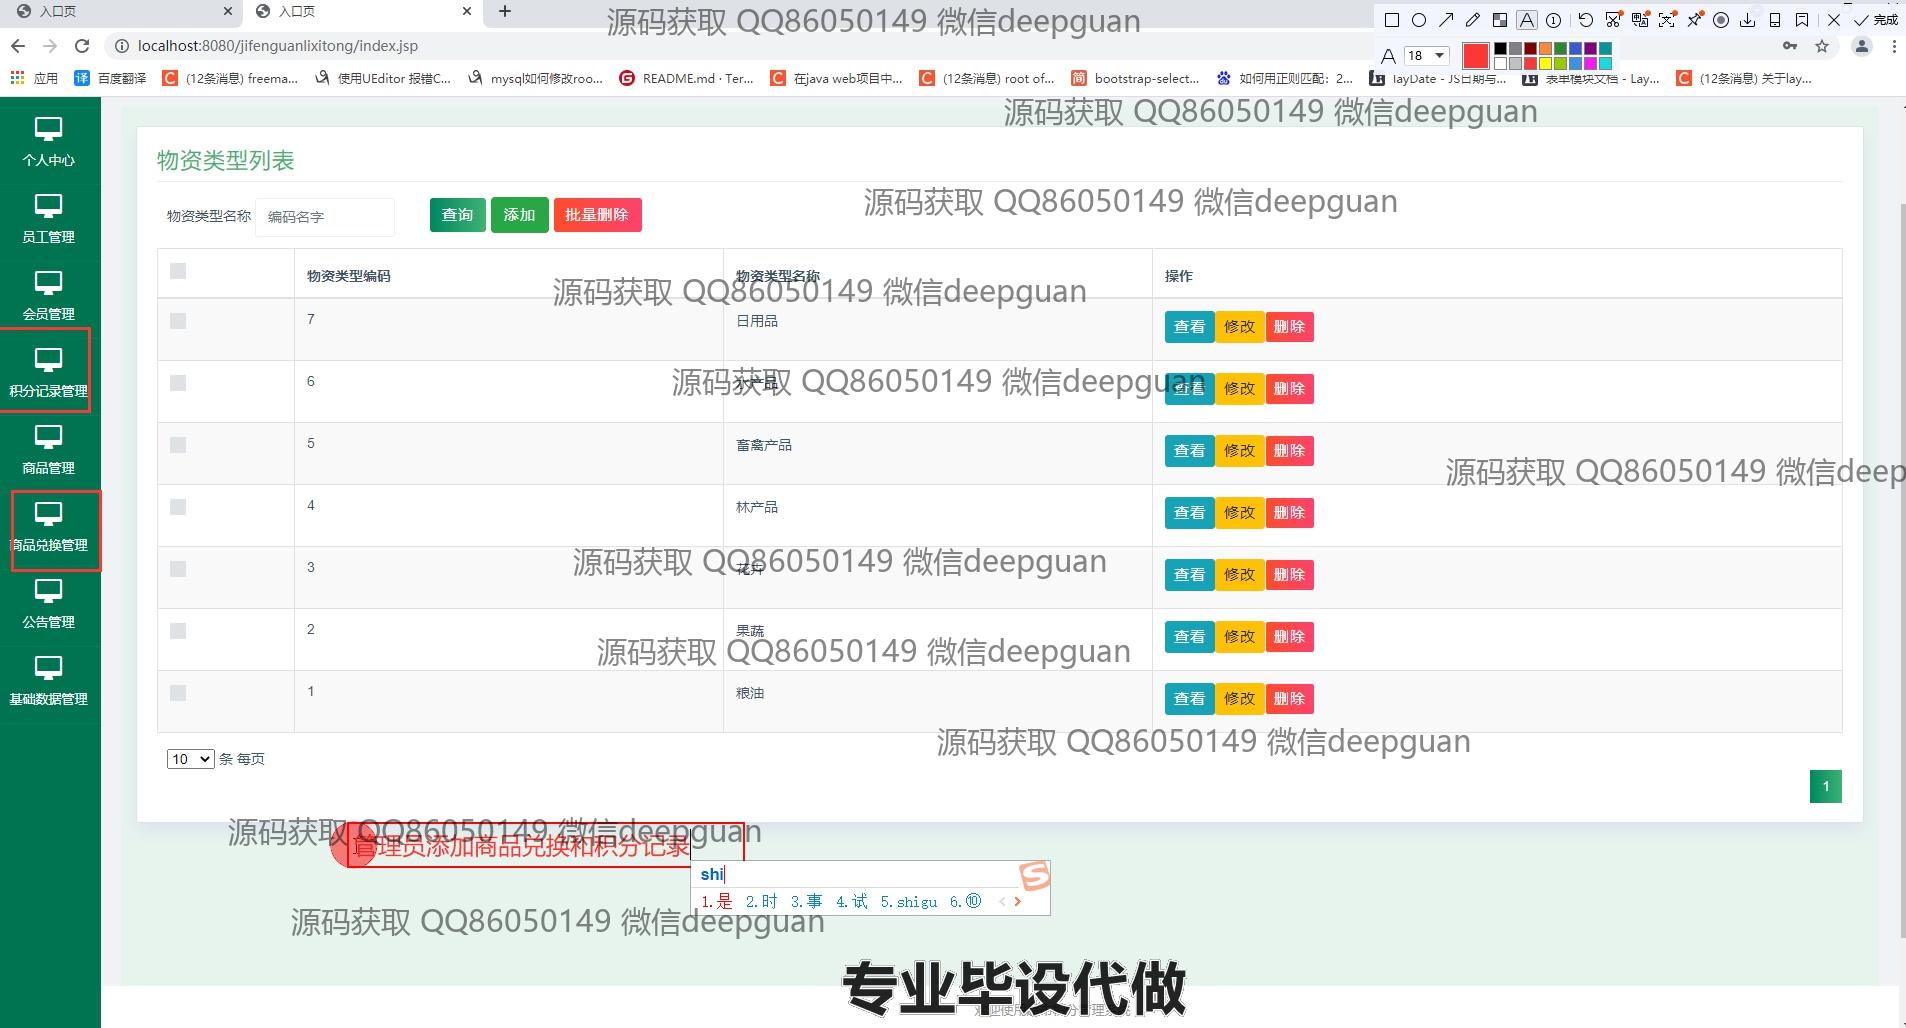 入口页
入口页
源码获取 QQ86050149 微信deepguan
完成
localhost:8080/jifenguanlixitong/index.jsp
A 18
应用
百度翻译
(12条消息) freema...
使用UEditor 报错C...
mysql如何修改roo...
README.md · Ter...
在java web项目中...
(12条消息) root of...
bootstrap-select...
如何用正则匹配：2...
layDate - JS日期与...
表单模块文档 - Lay...
(12条消息) 关于lay...
源码获取 QQ86050149 微信deepguan
个人中心
员工管理
会员管理
积分记录管理
商品管理
商品兑换管理
公告管理
基础数据管理
物资类型列表
源码获取 QQ86050149 微信deepguan
物资类型名称 编码名字 查询 添加 批量删除
物资类型编码 物资类型名称 操作
源码获取 QQ86050149 微信deepguan
7 日用品 查看 修改 删除
6 水产品 查看 修改 删除
源码获取 QQ86050149 微信deepguan
5 畜禽产品 查看 修改 删除
源码获取 QQ86050149 微信deep
4 林产品 查看 修改 删除
源码获取 QQ86050149 微信deepguan
3 花卉 查看 修改 删除
2 果蔬 查看 修改 删除
源码获取 QQ86050149 微信deepguan
1 粮油 查看 修改 删除
源码获取 QQ86050149 微信deepguan
10 条 每页
1
源码获取 QQ86050149 微信deepguan
管理员添加商品兑换和积分记录
shi
1.是 2.时 3.事 4.试 5.shigu 6.⑩
源码获取 QQ86050149 微信deepguan
专业毕设代做